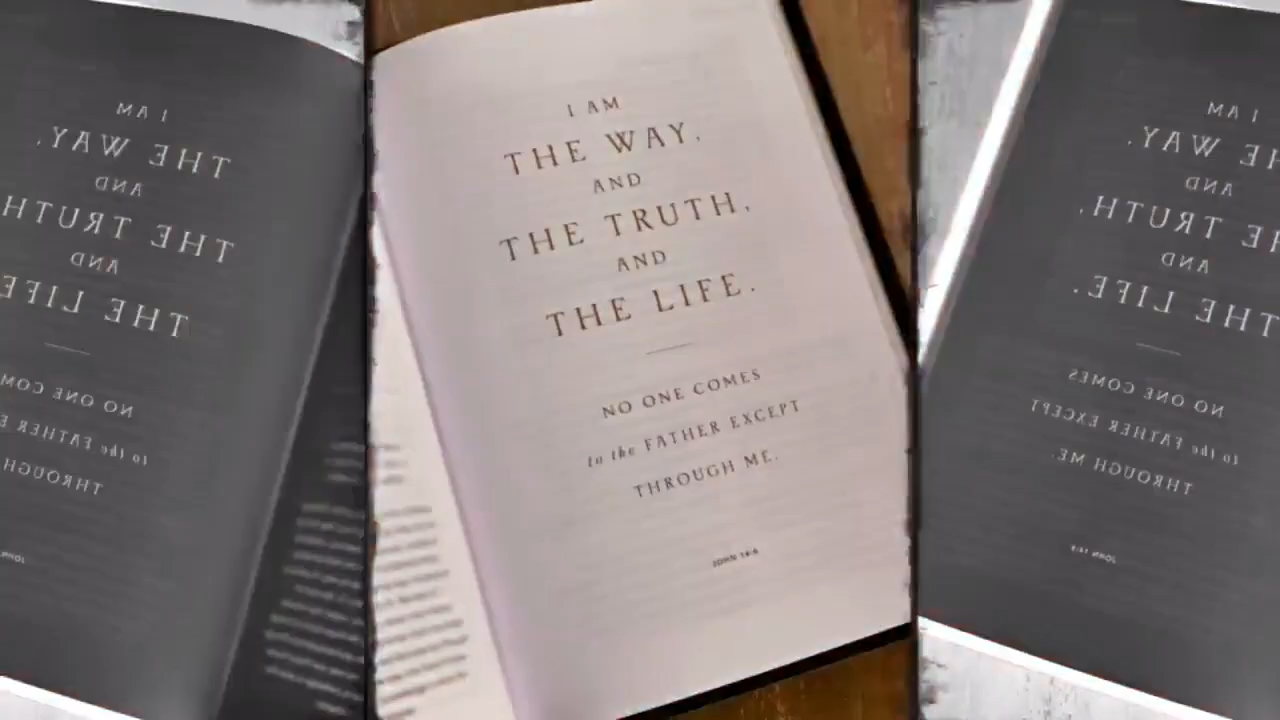 I AM
THE WAY,
AND
THE TRUTH,
AND
THE LIFE.
NO ONE COMES
to the FATHER EXCEPT
THROUGH ME.
JOHN 14:6